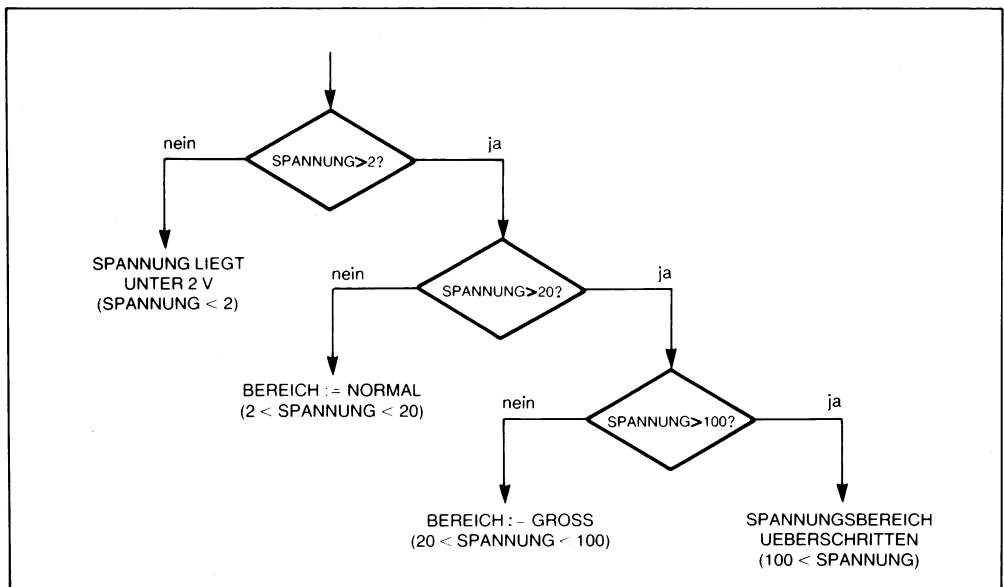 nein
ja
SPANNUNG>2?
SPANNUNG LIEGT
UNTER 2 V
(SPANNUNG < 2)
nein
ja
SPANNUNG>20?
BEREICH := NORMAL
(2 < SPANNUNG < 20)
nein
ja
SPANNUNG>100?
BEREICH :- GROSS
(20 < SPANNUNG < 100)
SPANNUNGSBEREICH
UEBERSCHRITTEN
(100 < SPANNUNG)